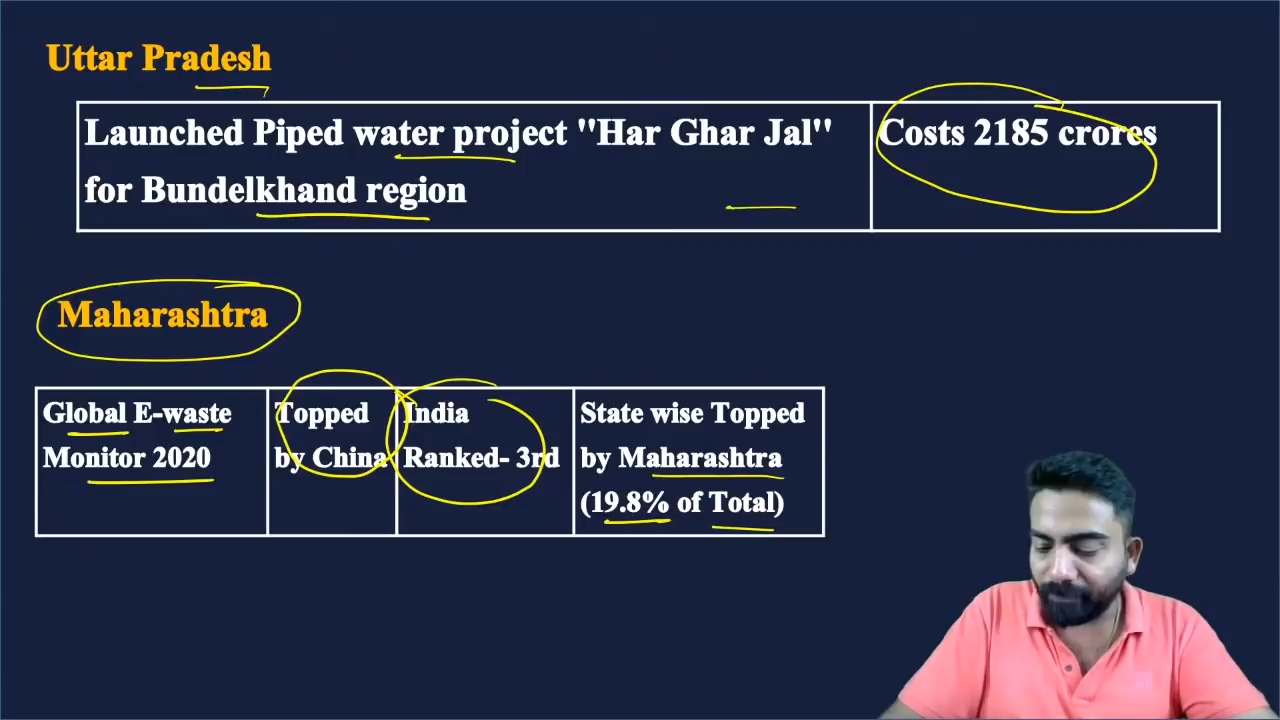 Uttar Pradesh
Launched Piped water project "Har Ghar Jal"
for Bundelkhand region
Costs 2185 crores
Maharashtra
Global E-waste
Monitor 2020
Topped
by China
India
Ranked- 3rd
State wise Topped
by Maharashtra
(19.8% of Total)